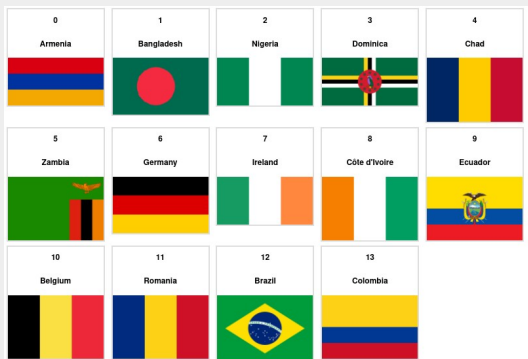 0
Armenia
1
Bangladesh
2
Nigeria
3
Dominica
4
Chad
5
Zambia
6
Germany
7
Ireland
8
Côte d'Ivoire
9
Ecuador
10
Belgium
11
Romania
12
Brazil
13
Colombia